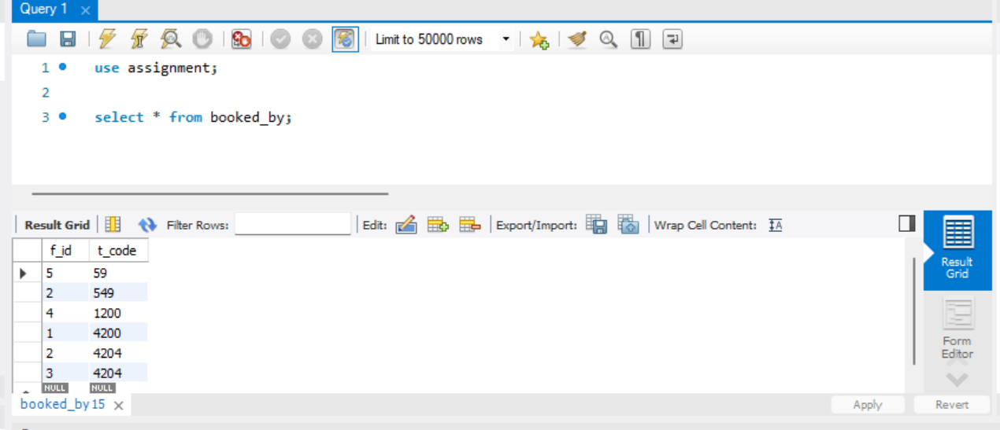 Query 1
Limit to 50000 rows
1 use assignment;
2
3 select * from booked_by;
Result Grid Filter Rows: Edit: Export/Import: Wrap Cell Content:
f_id t_code
5 59
2 549
4 1200
1 4200
2 4204
3 4204
NULL NULL
Result
Grid
Form
Editor
booked_by 15 Apply Revert